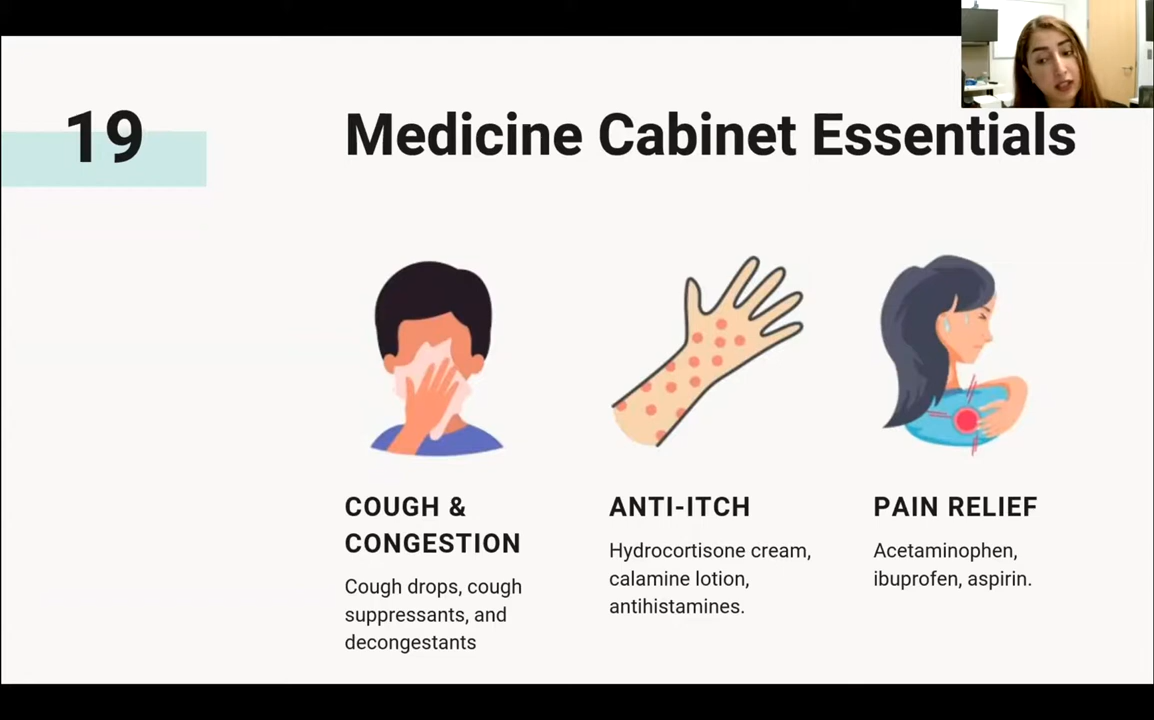 19
Medicine Cabinet Essentials
COUGH &
CONGESTION
Cough drops, cough
suppressants, and
decongestants
ANTI-ITCH
Hydrocortisone cream,
calamine lotion,
antihistamines.
PAIN RELIEF
Acetaminophen,
ibuprofen, aspirin.